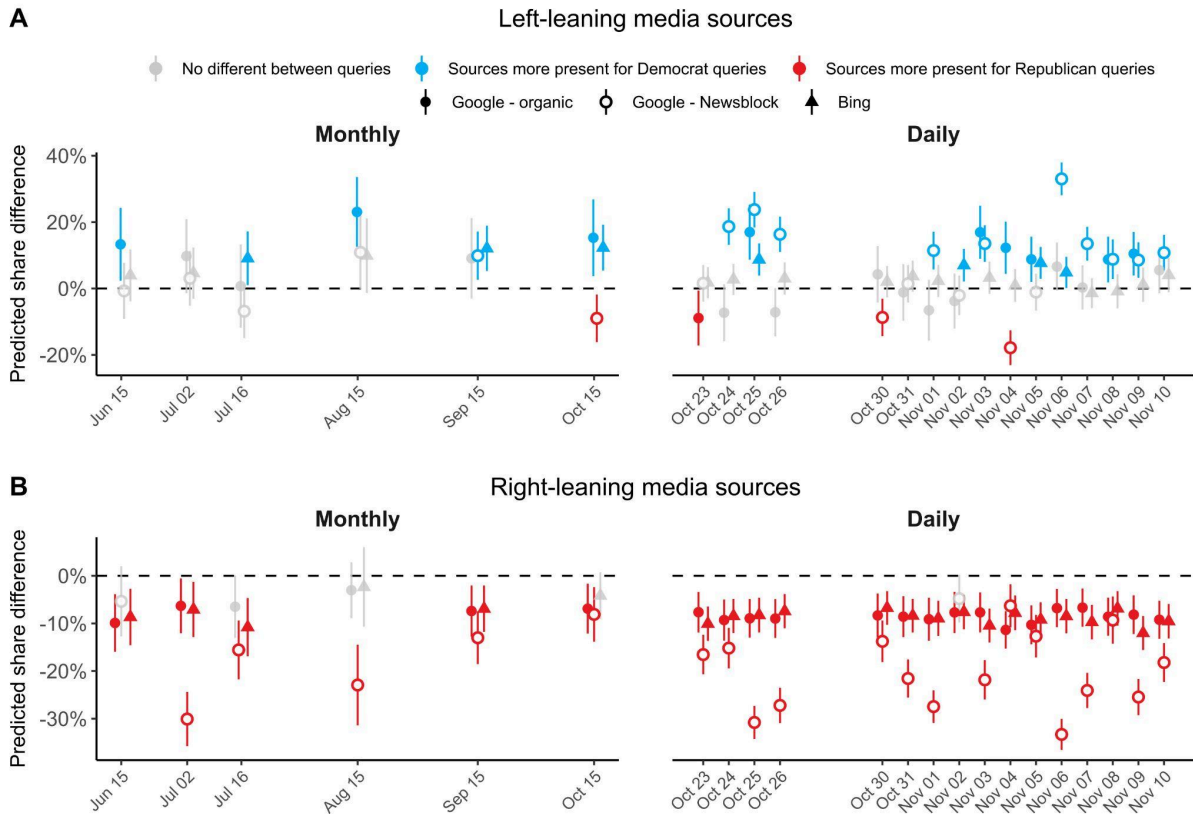 A
Left-leaning media sources
No different between queries
Sources more present for Democrat queries
Sources more present for Republican queries
Google - organic
Google - Newsblock
Bing
Monthly
Daily
Predicted share difference
40%
20%
0%
-20%
Jun 15
Jul 02
Jul 16
Aug 15
Sep 15
Oct 15
Oct 23
Oct 24
Oct 25
Oct 26
Oct 30
Oct 31
Nov 01
Nov 02
Nov 03
Nov 04
Nov 05
Nov 06
Nov 07
Nov 08
Nov 09
Nov 10
B
Right-leaning media sources
Monthly
Daily
Predicted share difference
0%
-10%
-20%
-30%
Jun 15
Jul 02
Jul 16
Aug 15
Sep 15
Oct 15
Oct 23
Oct 24
Oct 25
Oct 26
Oct 30
Oct 31
Nov 01
Nov 02
Nov 03
Nov 04
Nov 05
Nov 06
Nov 07
Nov 08
Nov 09
Nov 10